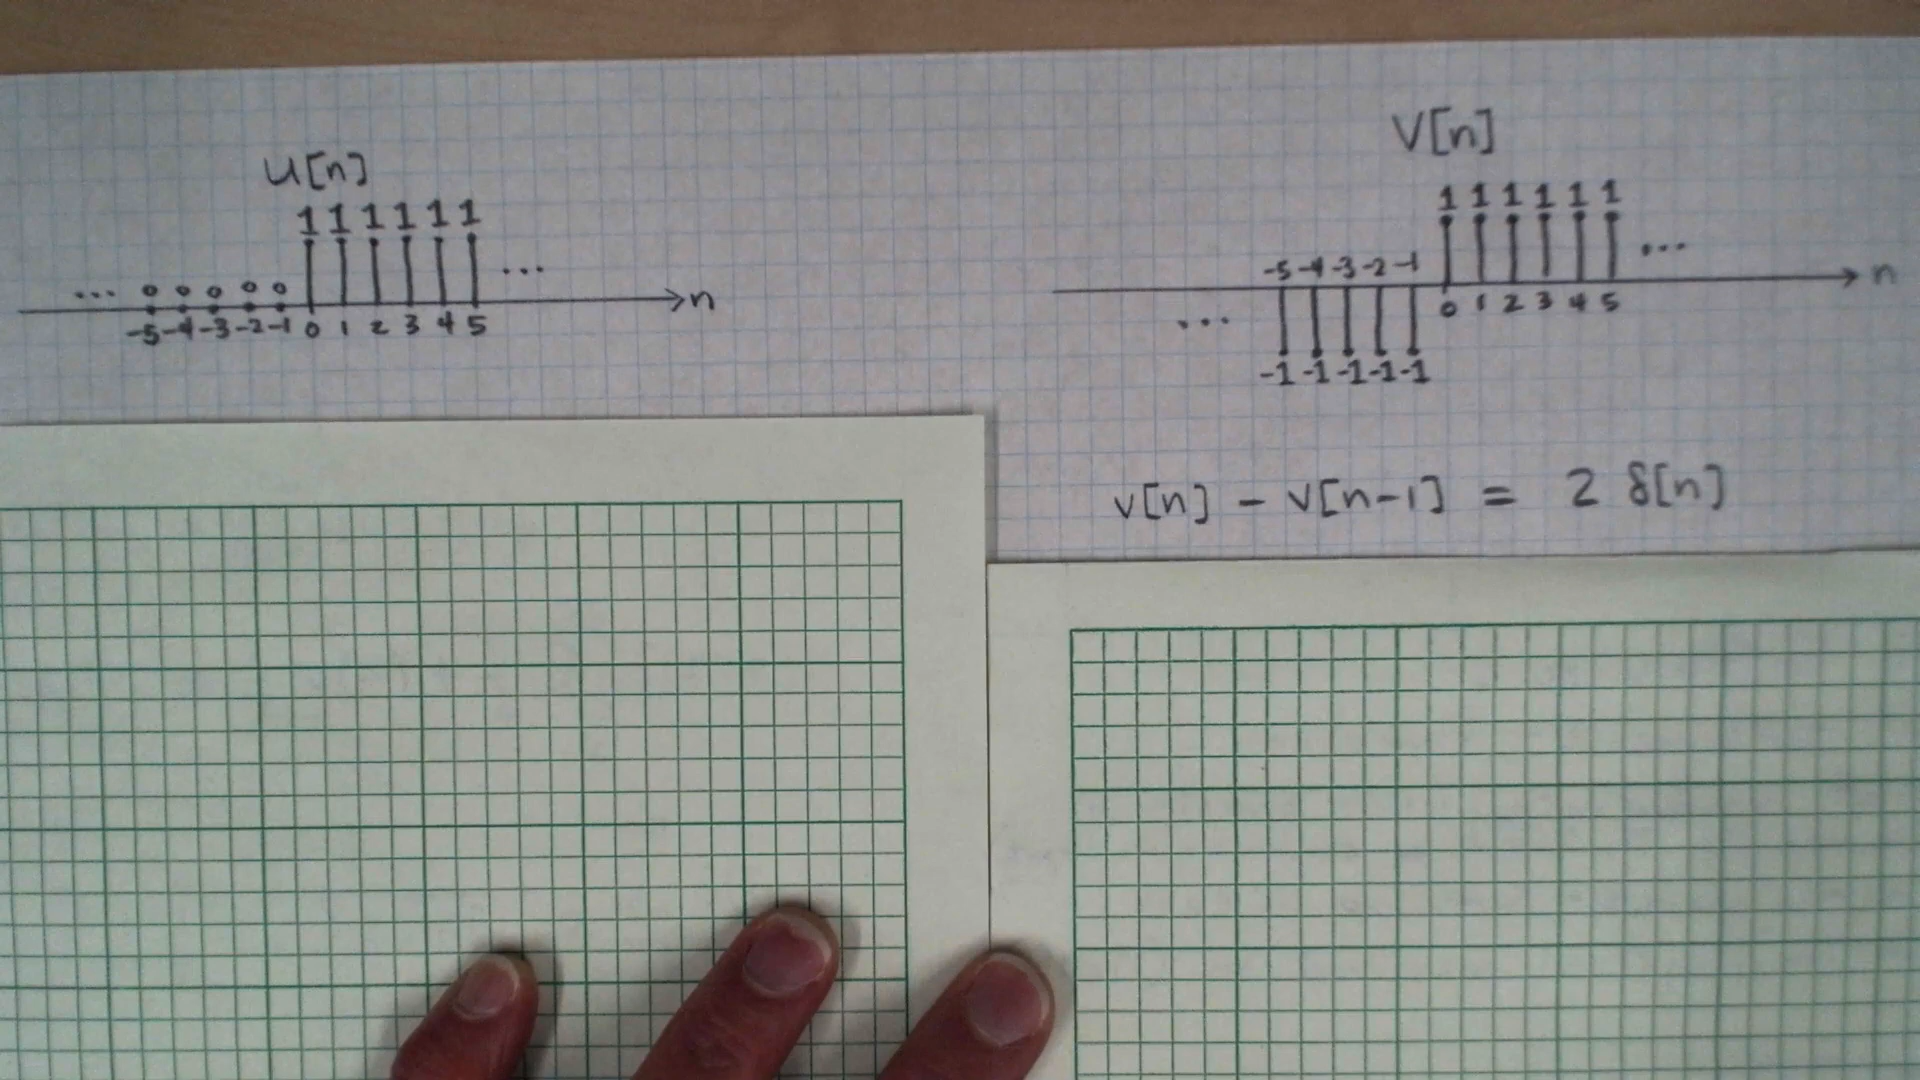 u[n]
1 1 1 1 1 1
... 0 0 0 0 0 ... n
-5 -4 -3 -2 -1 0 1 2 3 4 5
V[n]
1 1 1 1 1 1
-5 -4 -3 -2 -1 ... n
... 0 1 2 3 4 5
-1 -1 -1 -1 -1
v[n] - v[n-1] = 2 δ[n]